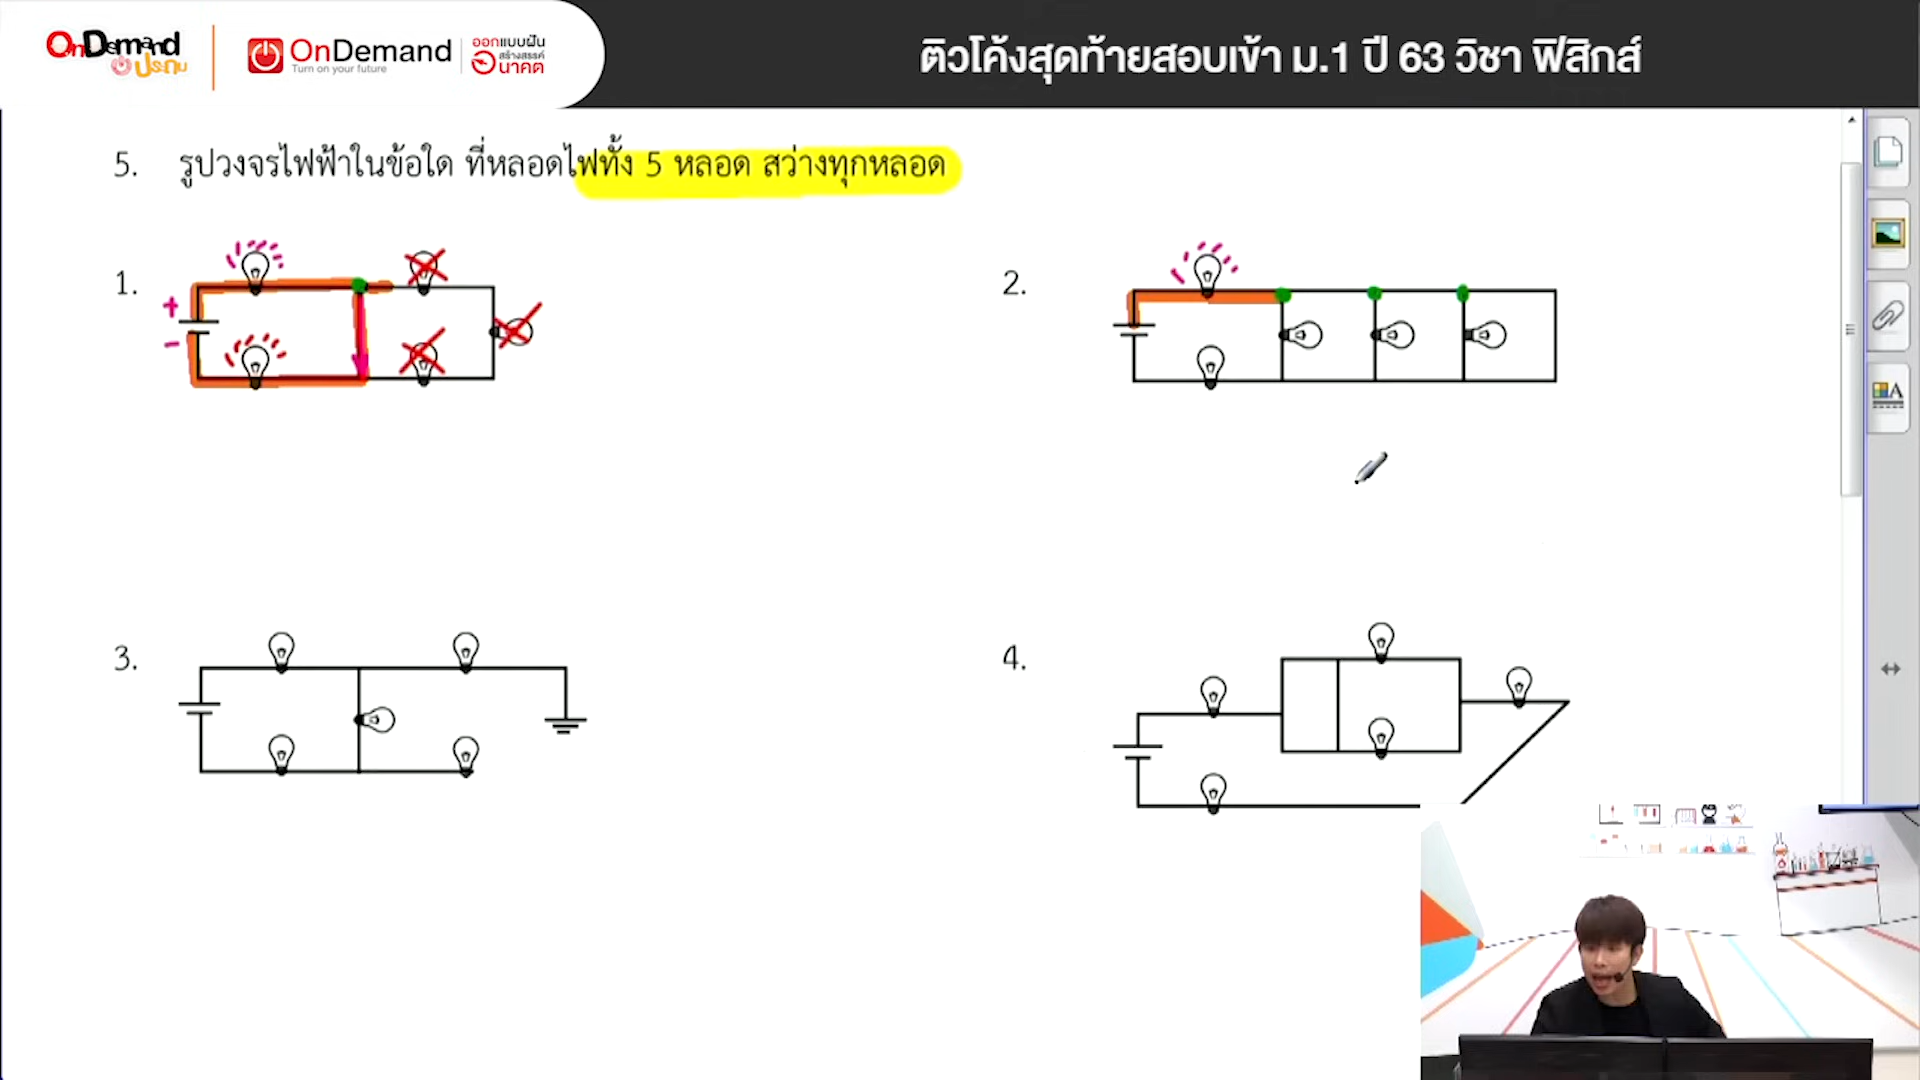 OnDemand
ประถม
OnDemand
Turn on your future
ออกแบบฝัน
สร้างสรรค์
อนาคต
ติวโค้งสุดท้ายสอบเข้า ม.1 ปี 63 วิชา ฟิสิกส์
5. รูปวงจรไฟฟ้าในข้อใด ที่หลอดไฟทั้ง 5 หลอด สว่างทุกหลอด
1.
+
-
2.
3.
4.
A